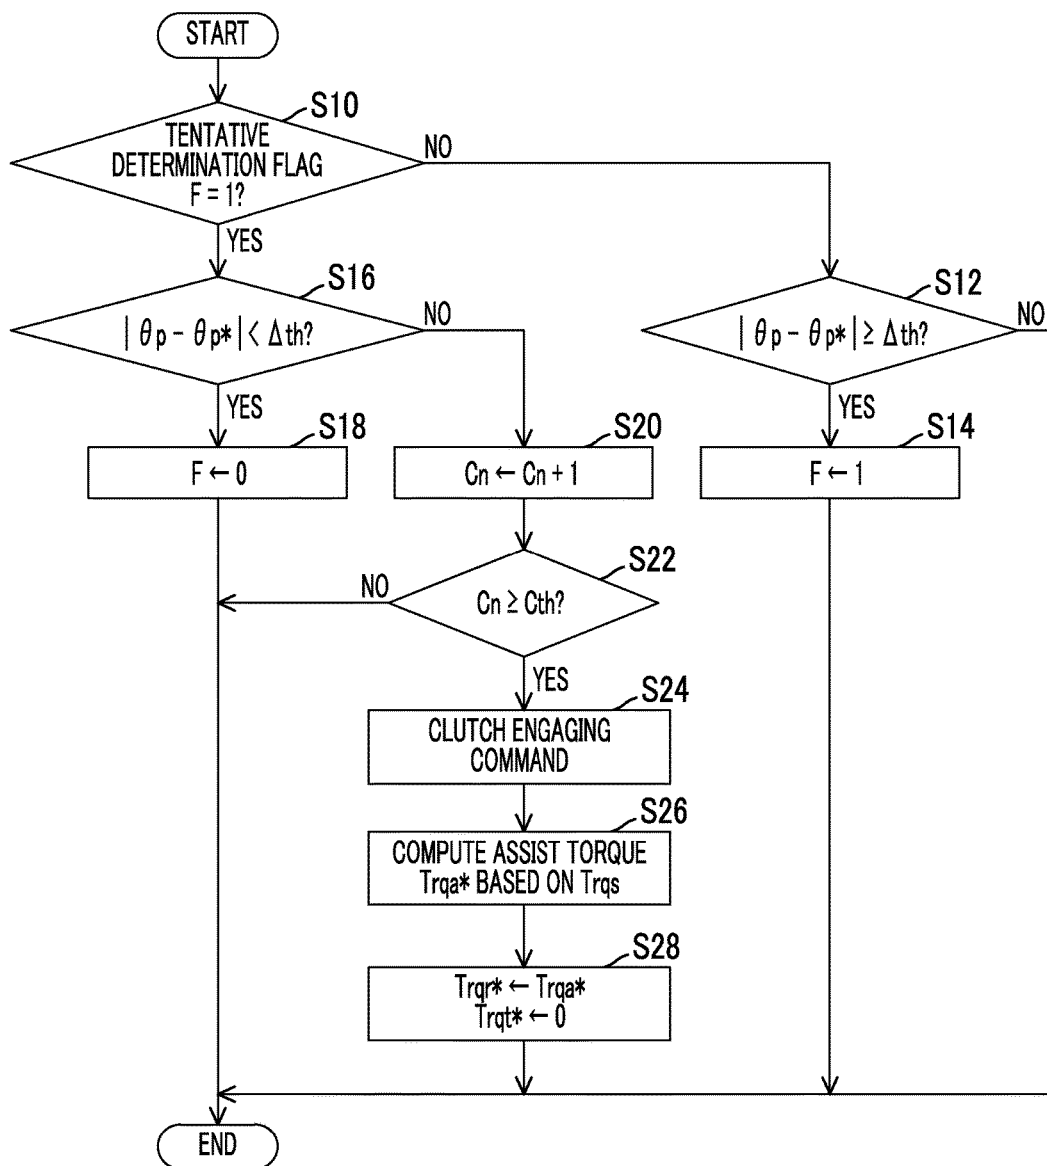 START
S10
TENTATIVE
DETERMINATION FLAG
F = 1?
NO
YES
S16
| θp - θp* | < Δth?
NO
YES
S12
| θp - θp* | ≥ Δth?
NO
YES
S18
F ← 0
S20
Cn ← Cn + 1
S14
F ← 1
S22
Cn ≥ Cth?
NO
YES
S24
CLUTCH ENGAGING
COMMAND
S26
COMPUTE ASSIST TORQUE
Trqa* BASED ON Trqs
S28
Trqr* ← Trqa*
Trqt* ← 0
END